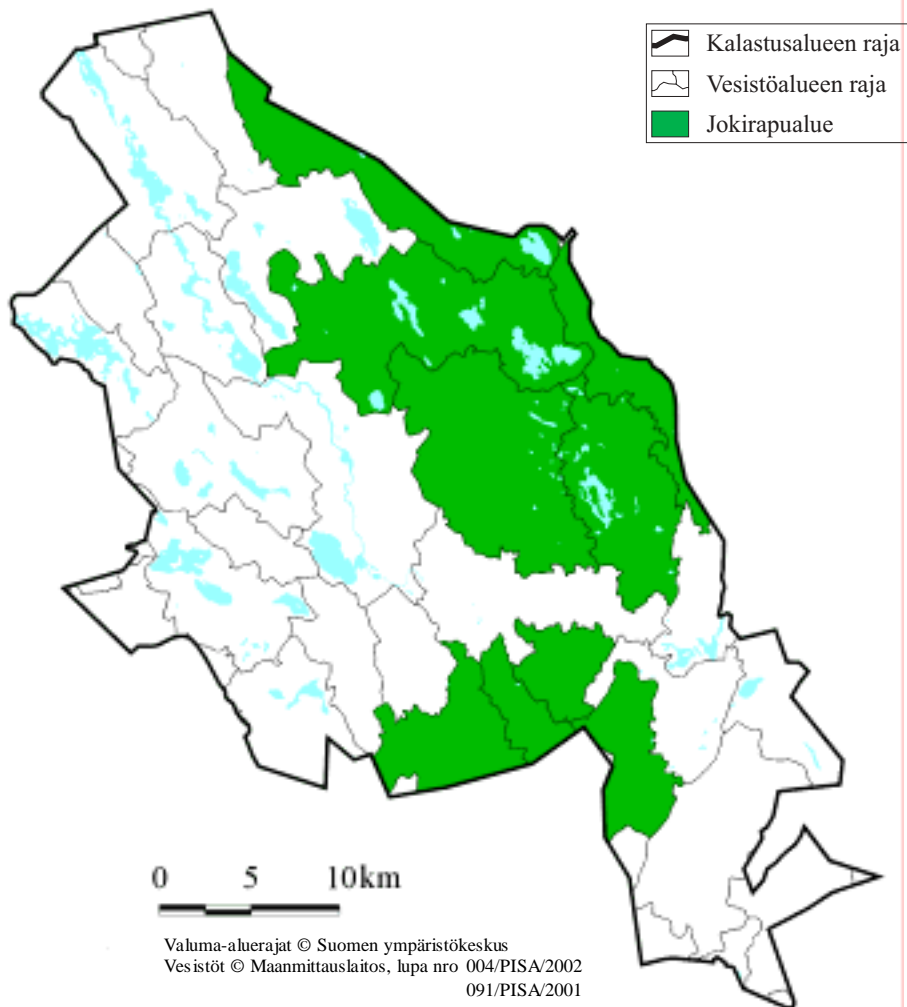 Kalastusalueen raja
Vesistöalueen raja
Jokirapualue
0 5 10km
Valuma-aluerajat © Suomen ympäristökeskus
Vesistöt © Maanmittauslaitos, lupa nro 004/PISA/2002
091/PISA/2001